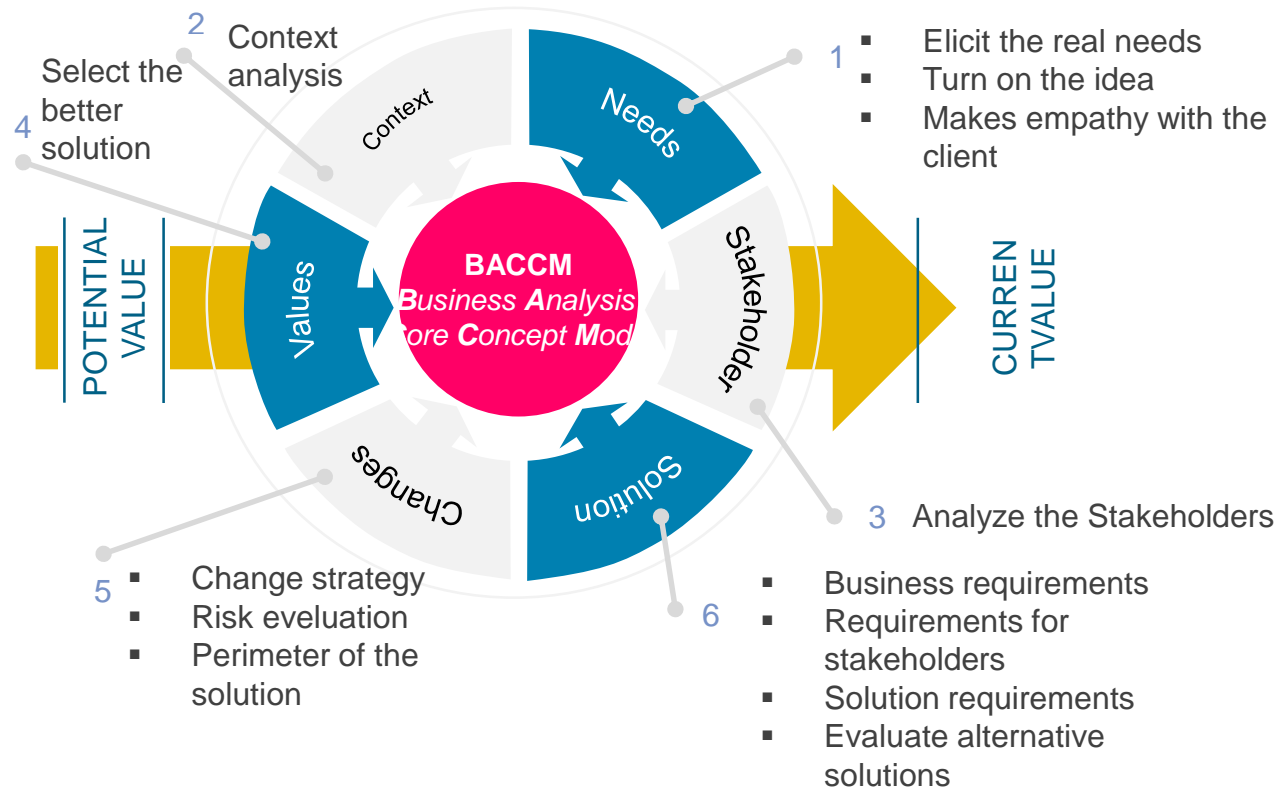 2
Context
analysis
Select the
better
solution
4
1
▪ Elicit the real needs
▪ Turn on the idea
▪ Makes empathy with the
client
Context
Needs
Values
Stakeholder
Changes
Solution
BACCM
Business Analysis
ore Concept Mod
POTENTIAL
VALUE
CURREN
TVALUE
3 Analyze the Stakeholders
5
▪ Change strategy
▪ Risk eveluation
▪ Perimeter of the
solution
6
▪ Business requirements
▪ Requirements for
stakeholders
▪ Solution requirements
▪ Evaluate alternative
solutions